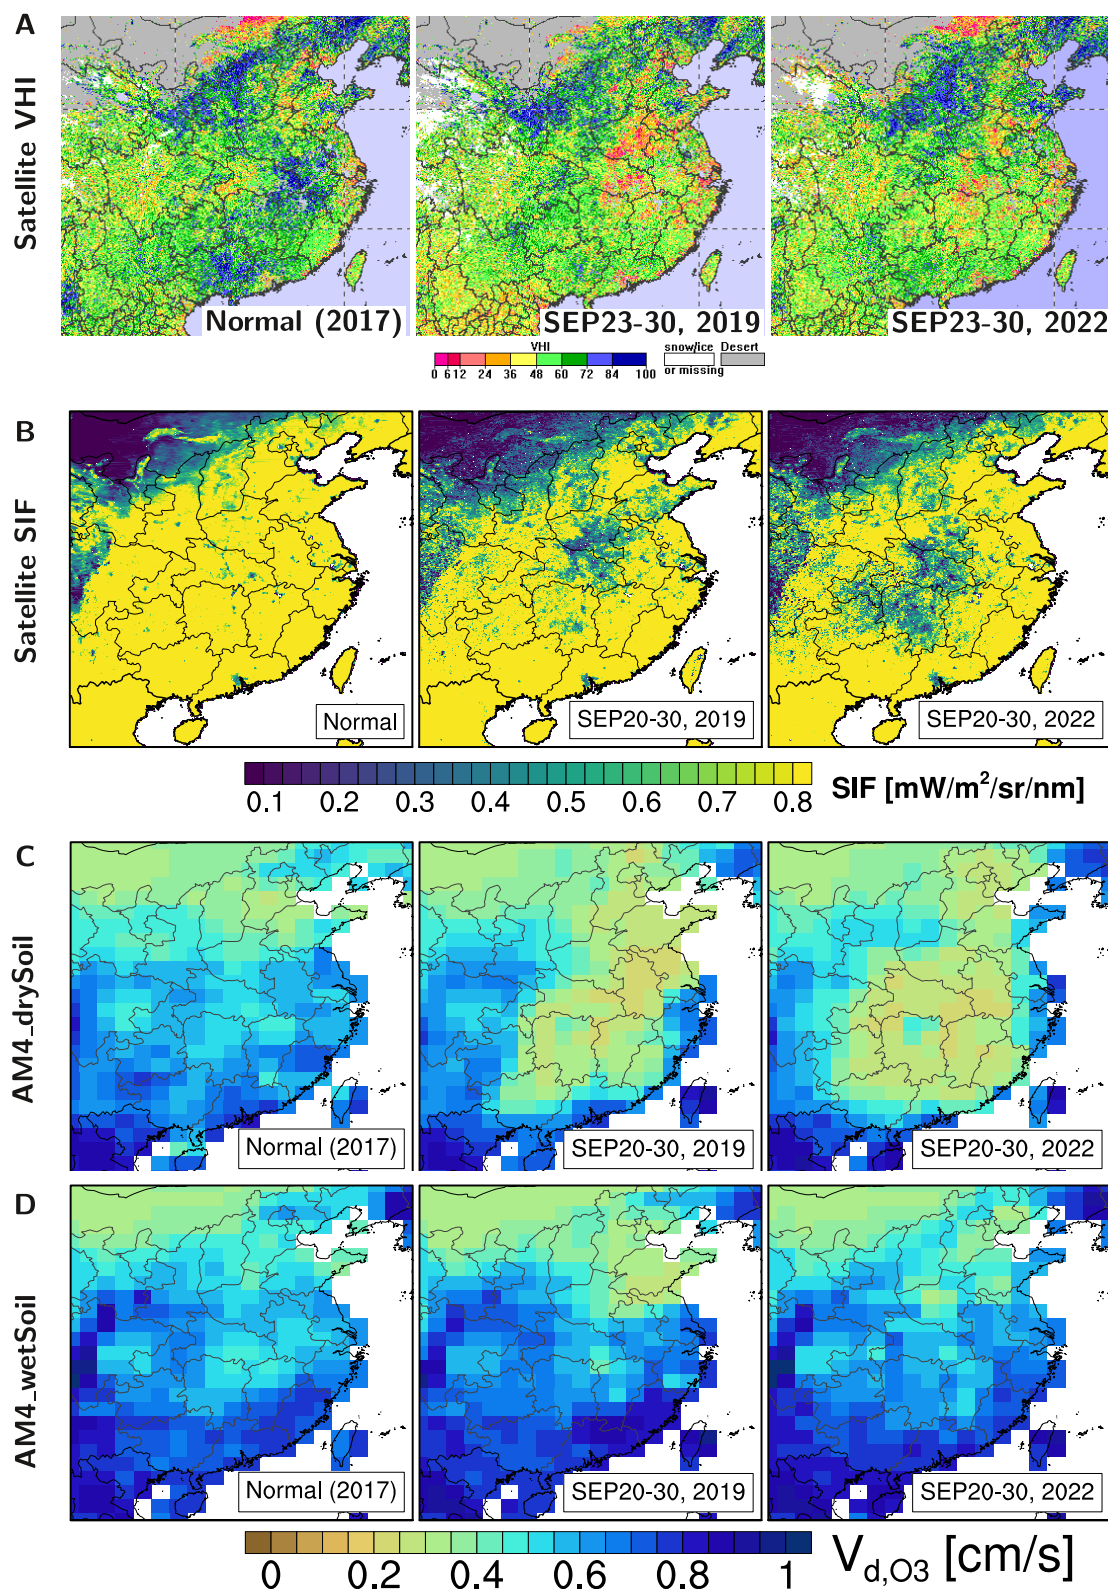 A
Satellite VHI
Normal (2017)
SEP23-30, 2019
SEP23-30, 2022
VHI
0 6 12 24 36 48 60 72 84 100
snow/ice
or missing
Desert
B
Satellite SIF
Normal
SEP20-30, 2019
SEP20-30, 2022
0.1 0.2 0.3 0.4 0.5 0.6 0.7 0.8
SIF [mW/m²/sr/nm]
C
AM4_drySoil
Normal (2017)
SEP20-30, 2019
SEP20-30, 2022
D
AM4_wetSoil
Normal (2017)
SEP20-30, 2019
SEP20-30, 2022
0 0.2 0.4 0.6 0.8 1
V_d,O3 [cm/s]